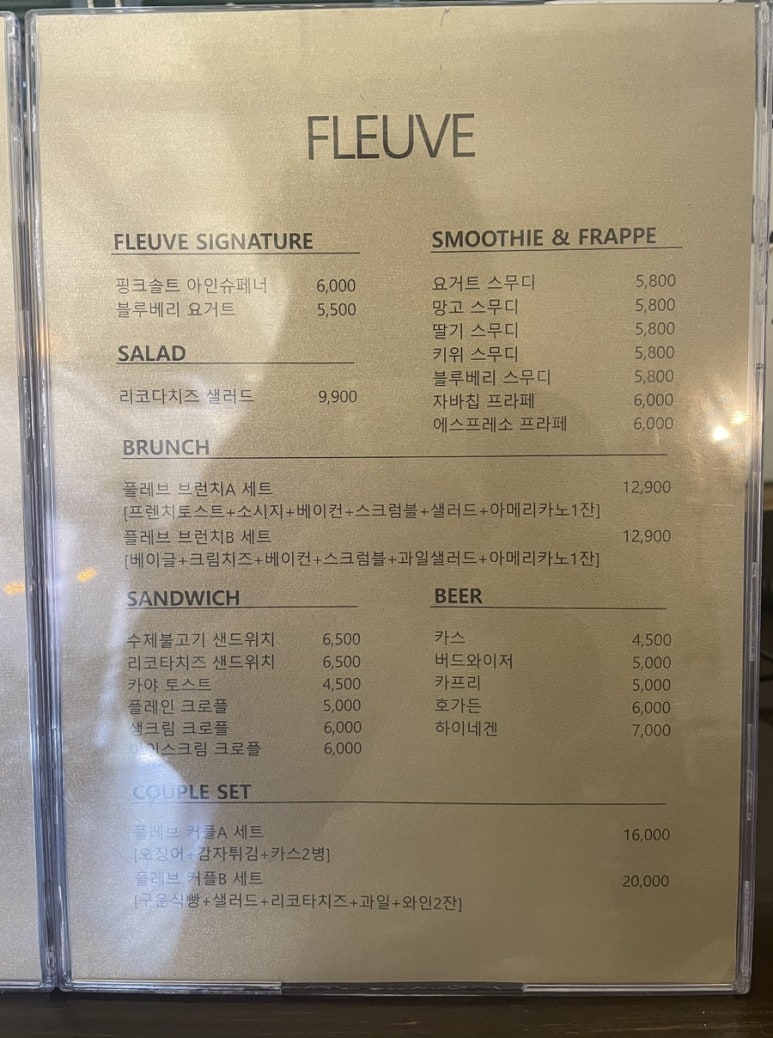 FLEUVE
FLEUVE SIGNATURE
핑크솔트 아인슈페너 6,000
블루베리 요거트 5,500
SALAD
리코다치즈 샐러드 9,900
SMOOTHIE & FRAPPE
요거트 스무디 5,800
망고 스무디 5,800
딸기 스무디 5,800
키위 스무디 5,800
블루베리 스무디 5,800
자바칩 프라페 6,000
에스프레소 프라페 6,000
BRUNCH
플레브 브런치A 세트 12,900
[프렌치토스트+소시지+베이컨+스크럼블+샐러드+아메리카노1잔]
플레브 브런치B 세트 12,900
[베이글+크림치즈+베이컨+스크럼블+과일샐러드+아메리카노1잔]
SANDWICH
수제불고기 샌드위치 6,500
리코타치즈 샌드위치 6,500
카야 토스트 4,500
플레인 크로플 5,000
생크림 크로플 6,000
아이스크림 크로플 6,000
BEER
카스 4,500
버드와이저 5,000
카프리 5,000
호가든 6,000
하이네겐 7,000
COUPLE SET
플레브 커플A 세트 16,000
[오징어+감자튀김+카스2병]
플레브 커플B 세트 20,000
[구운식빵+샐러드+리코타치즈+과일+와인2잔]